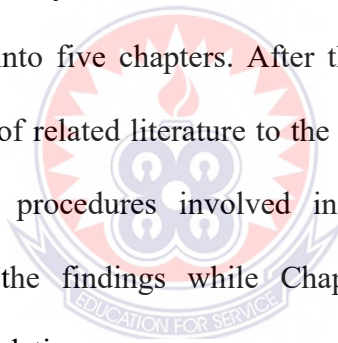 into five chapters. After th
of related literature to the
procedures involved in
the findings while Chap
EDUCATION FOR SERVICE